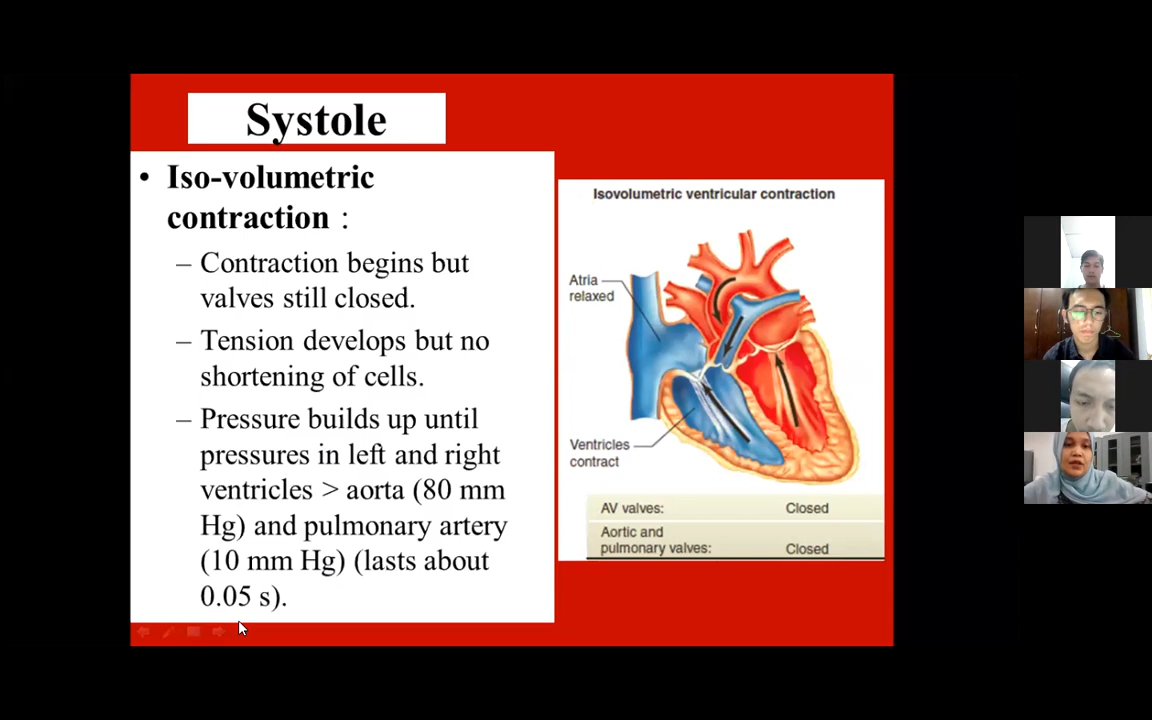 Systole
• Iso-volumetric
contraction :
– Contraction begins but
valves still closed.
– Tension develops but no
shortening of cells.
– Pressure builds up until
pressures in left and right
ventricles > aorta (80 mm
Hg) and pulmonary artery
(10 mm Hg) (lasts about
0.05 s).
Isovolumetric ventricular contraction
Atria
relaxed
Ventricles
contract
AV valves: Closed
Aortic and
pulmonary valves: Closed